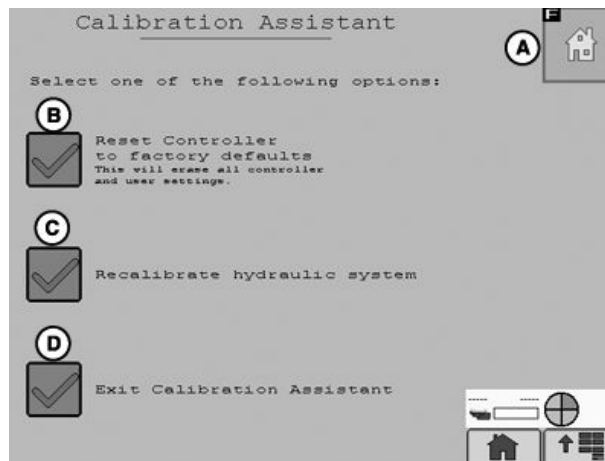 Calibration Assistant
F
A
Select one of the following options:
B
Reset Controller
to factory defaults
This will erase all controller
and user settings.
C
Recalibrate hydraulic system
D
Exit Calibration Assistant